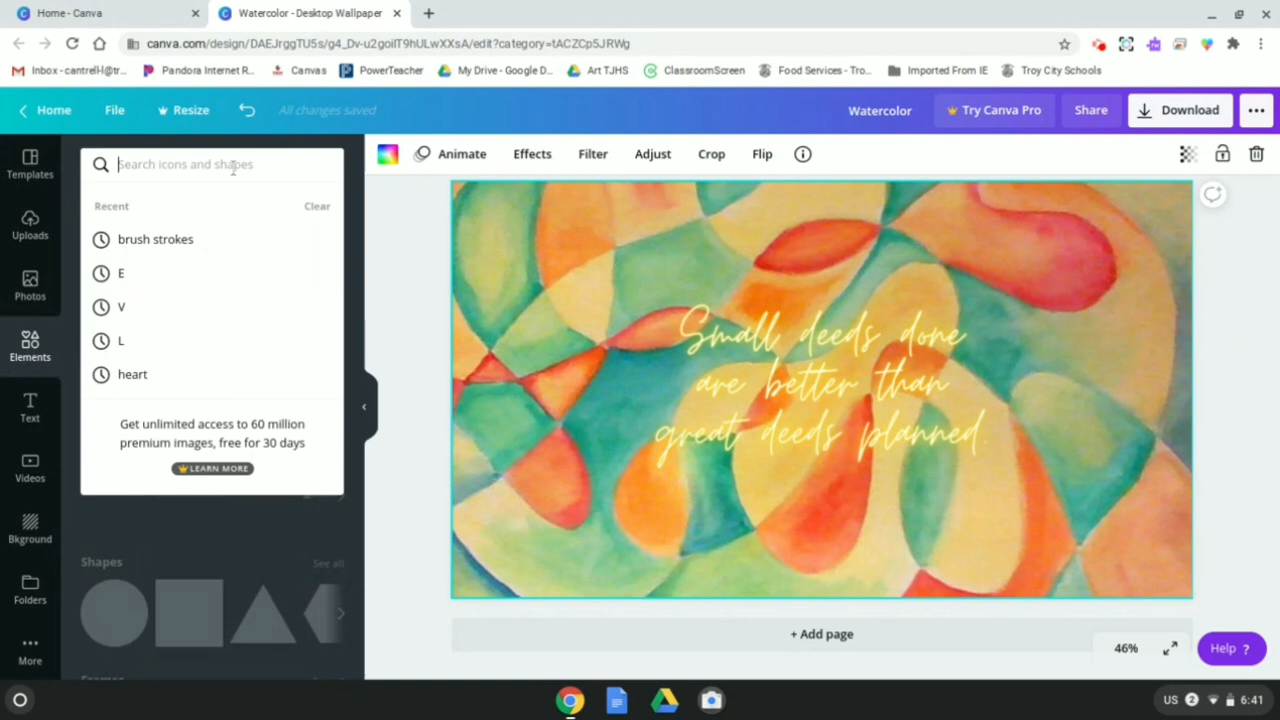 Home - Canva
Watercolor - Desktop Wallpaper
canva.com/design/DAEJrggTU5s/g4_Dv-u2goiIT9hULwXXsA/edit?category=tACZCp5JRWg
Inbox - cantrell-l@tr...
Pandora Internet R...
Canvas
PowerTeacher
My Drive - Google D...
Art TJHS
ClassroomScreen
Food Services - Tro...
Imported From IE
Troy City Schools
Home
File
Resize
All changes saved
Watercolor
Try Canva Pro
Share
Download
Templates
Uploads
Photos
Elements
Text
Videos
Bkground
Folders
More
Search icons and shapes
Recent
Clear
brush strokes
E
V
L
heart
Get unlimited access to 60 million
premium images, free for 30 days
LEARN MORE
Shapes
See all
Animate
Effects
Filter
Adjust
Crop
Flip
Small deeds done
are better than
great deeds planned.
+ Add page
46%
Help ?
US
2
6:41